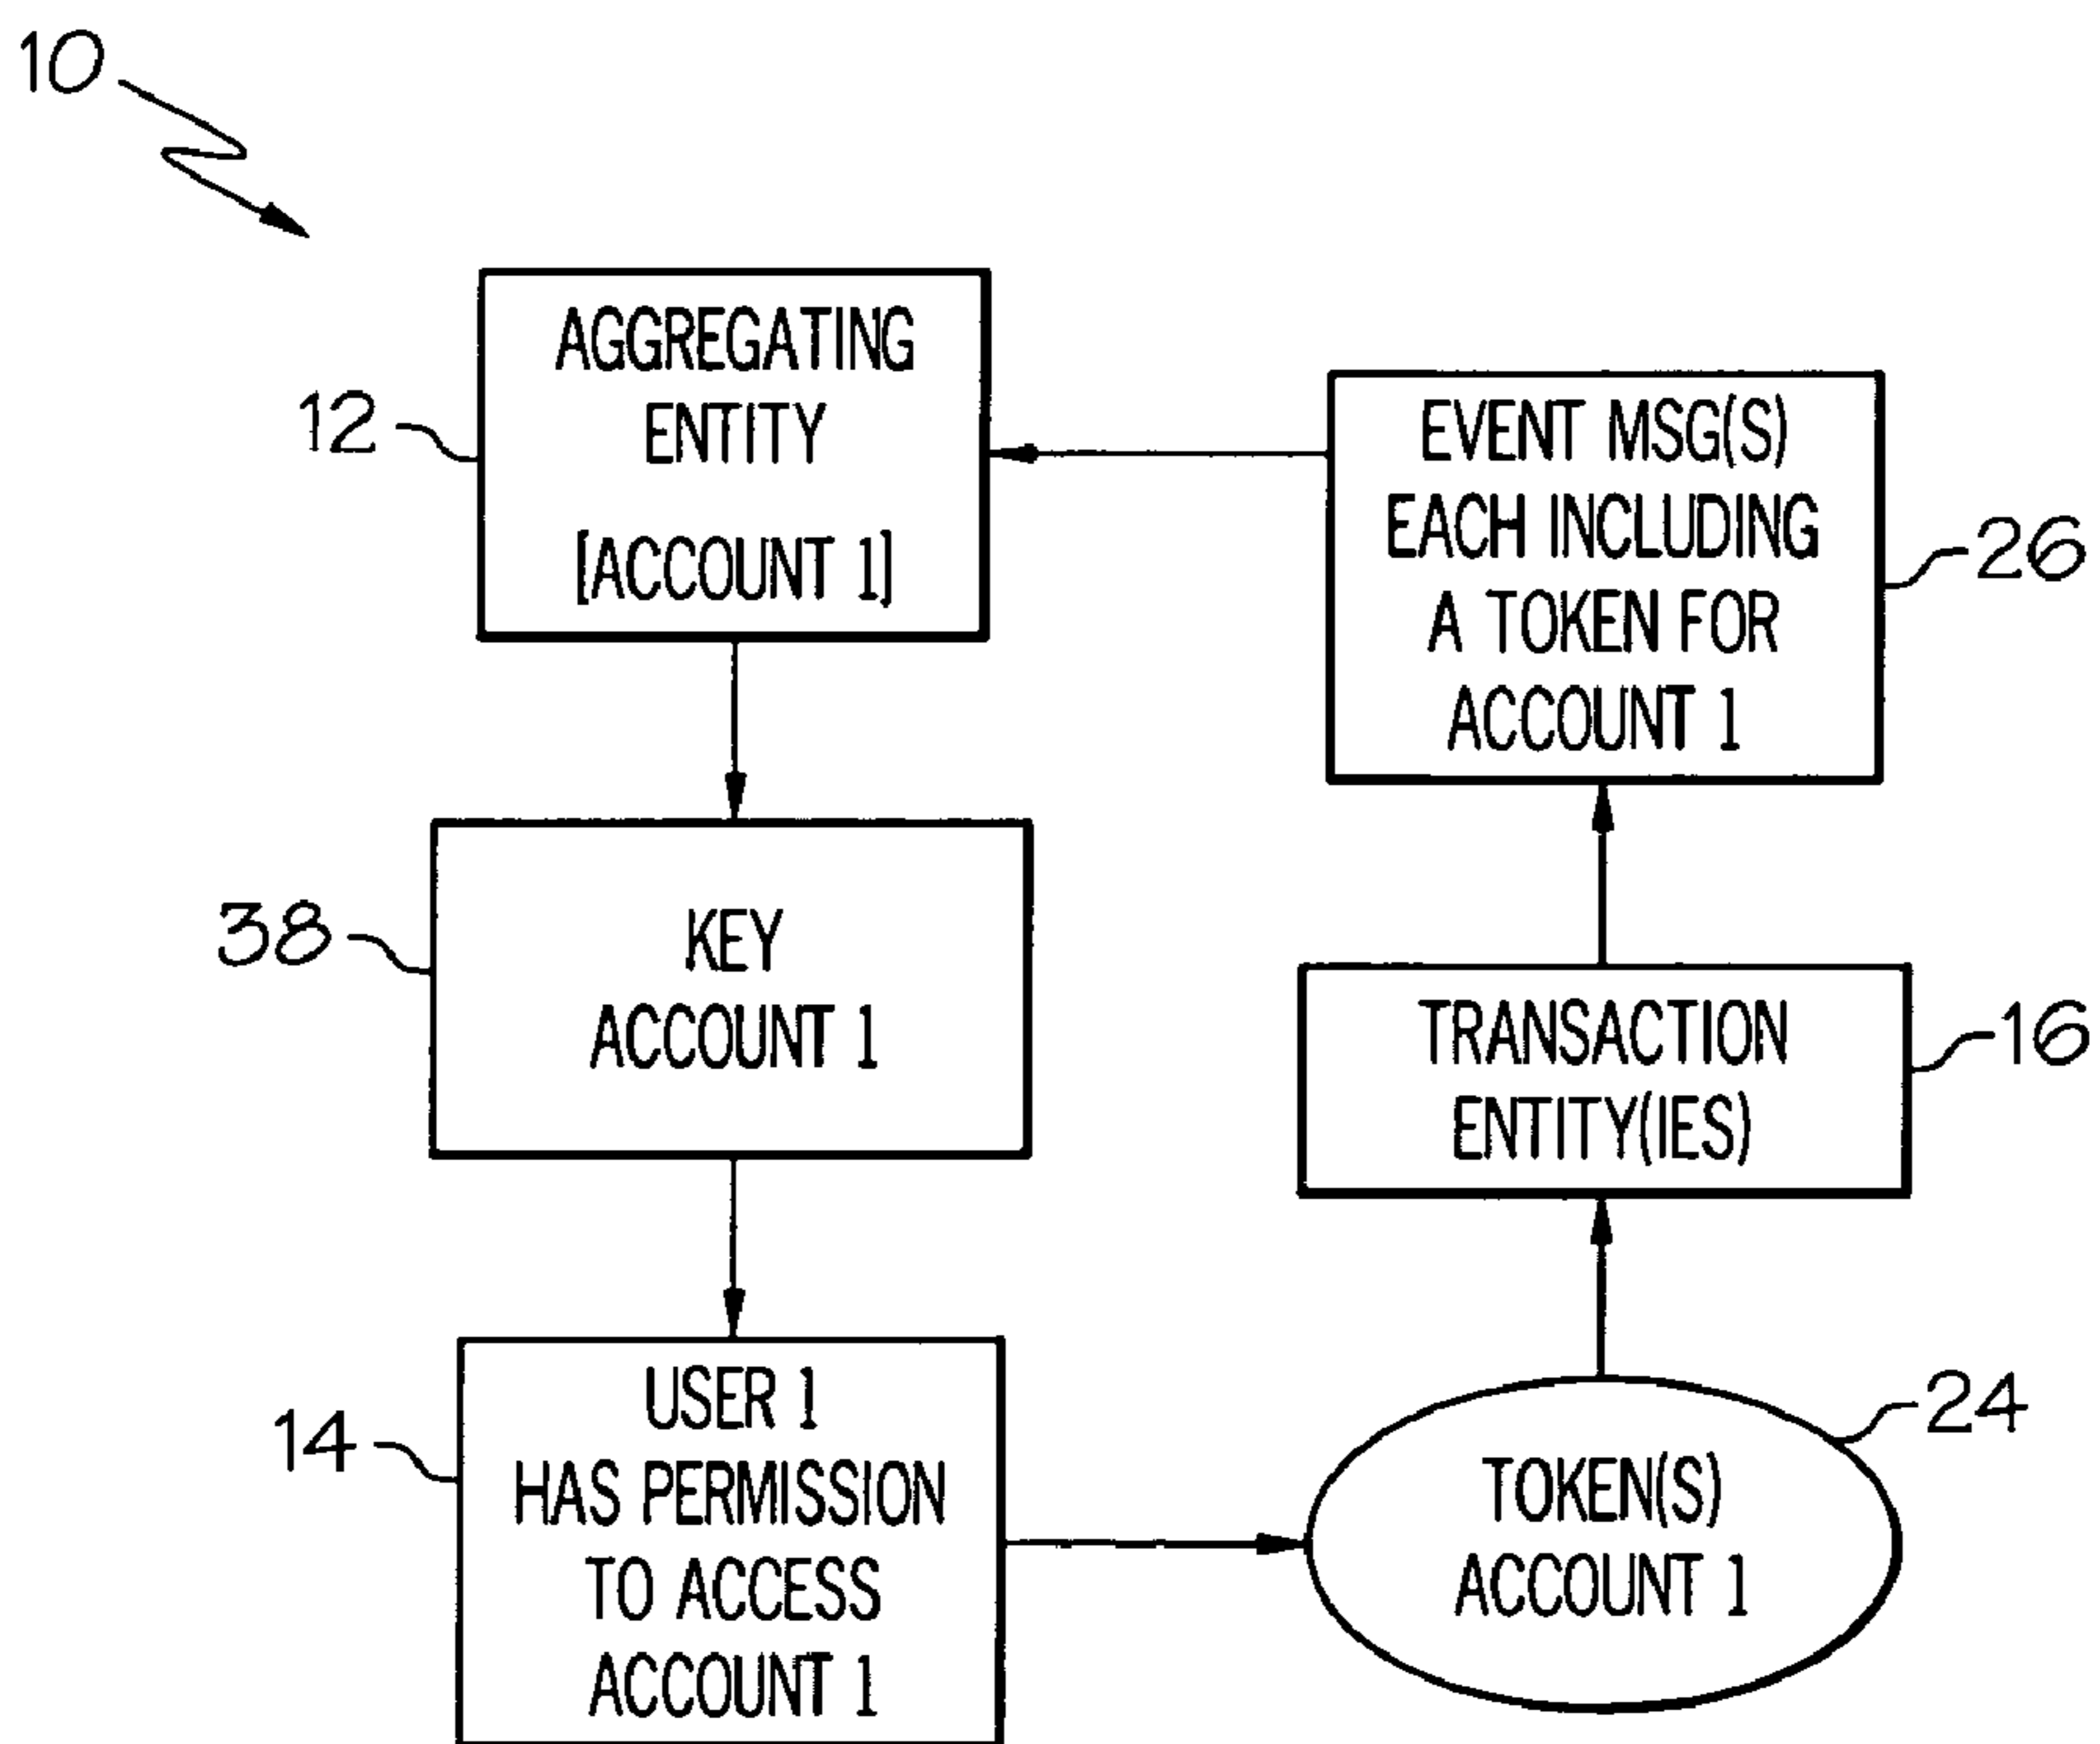 10
12
AGGREGATING
ENTITY
[ACCOUNT 1]
EVENT MSG(S)
EACH INCLUDING
A TOKEN FOR
ACCOUNT 1
26
38
KEY
ACCOUNT 1
TRANSACTION
ENTITY(IES)
16
14
USER 1
HAS PERMISSION
TO ACCESS
ACCOUNT 1
TOKEN(S)
ACCOUNT 1
24